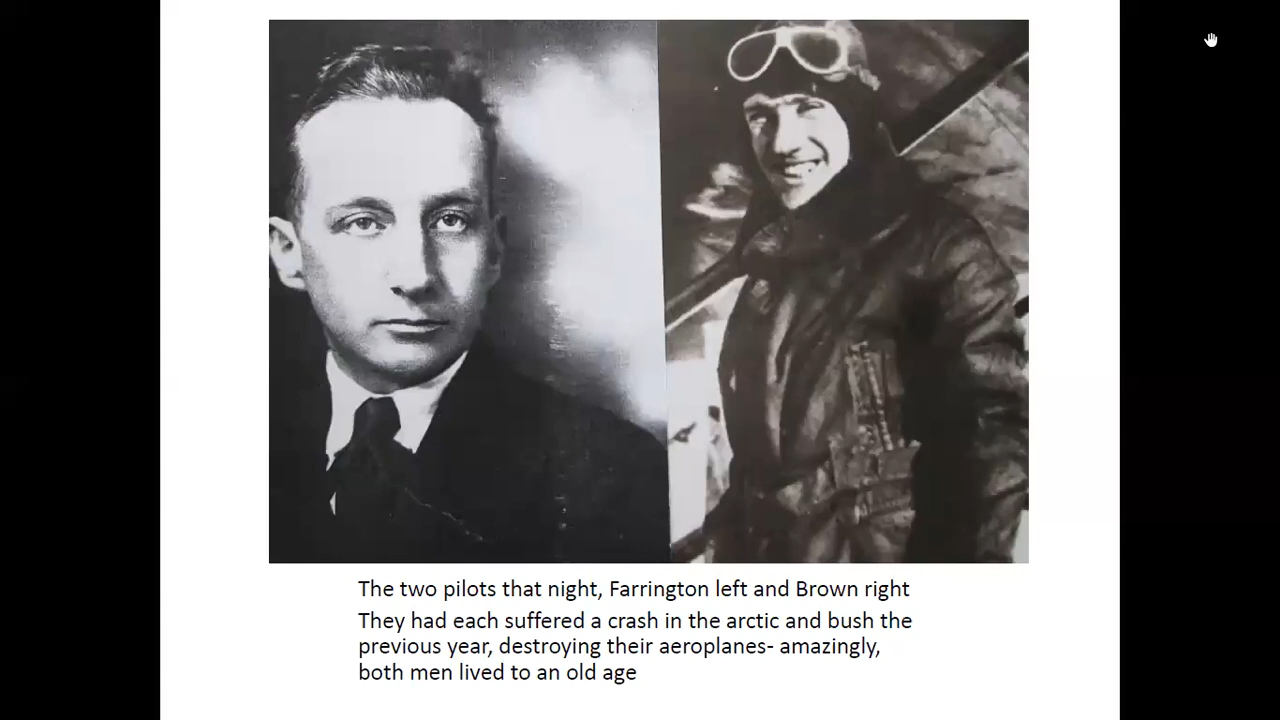 The two pilots that night, Farrington left and Brown right
They had each suffered a crash in the arctic and bush the
previous year, destroying their aeroplanes- amazingly,
both men lived to an old age